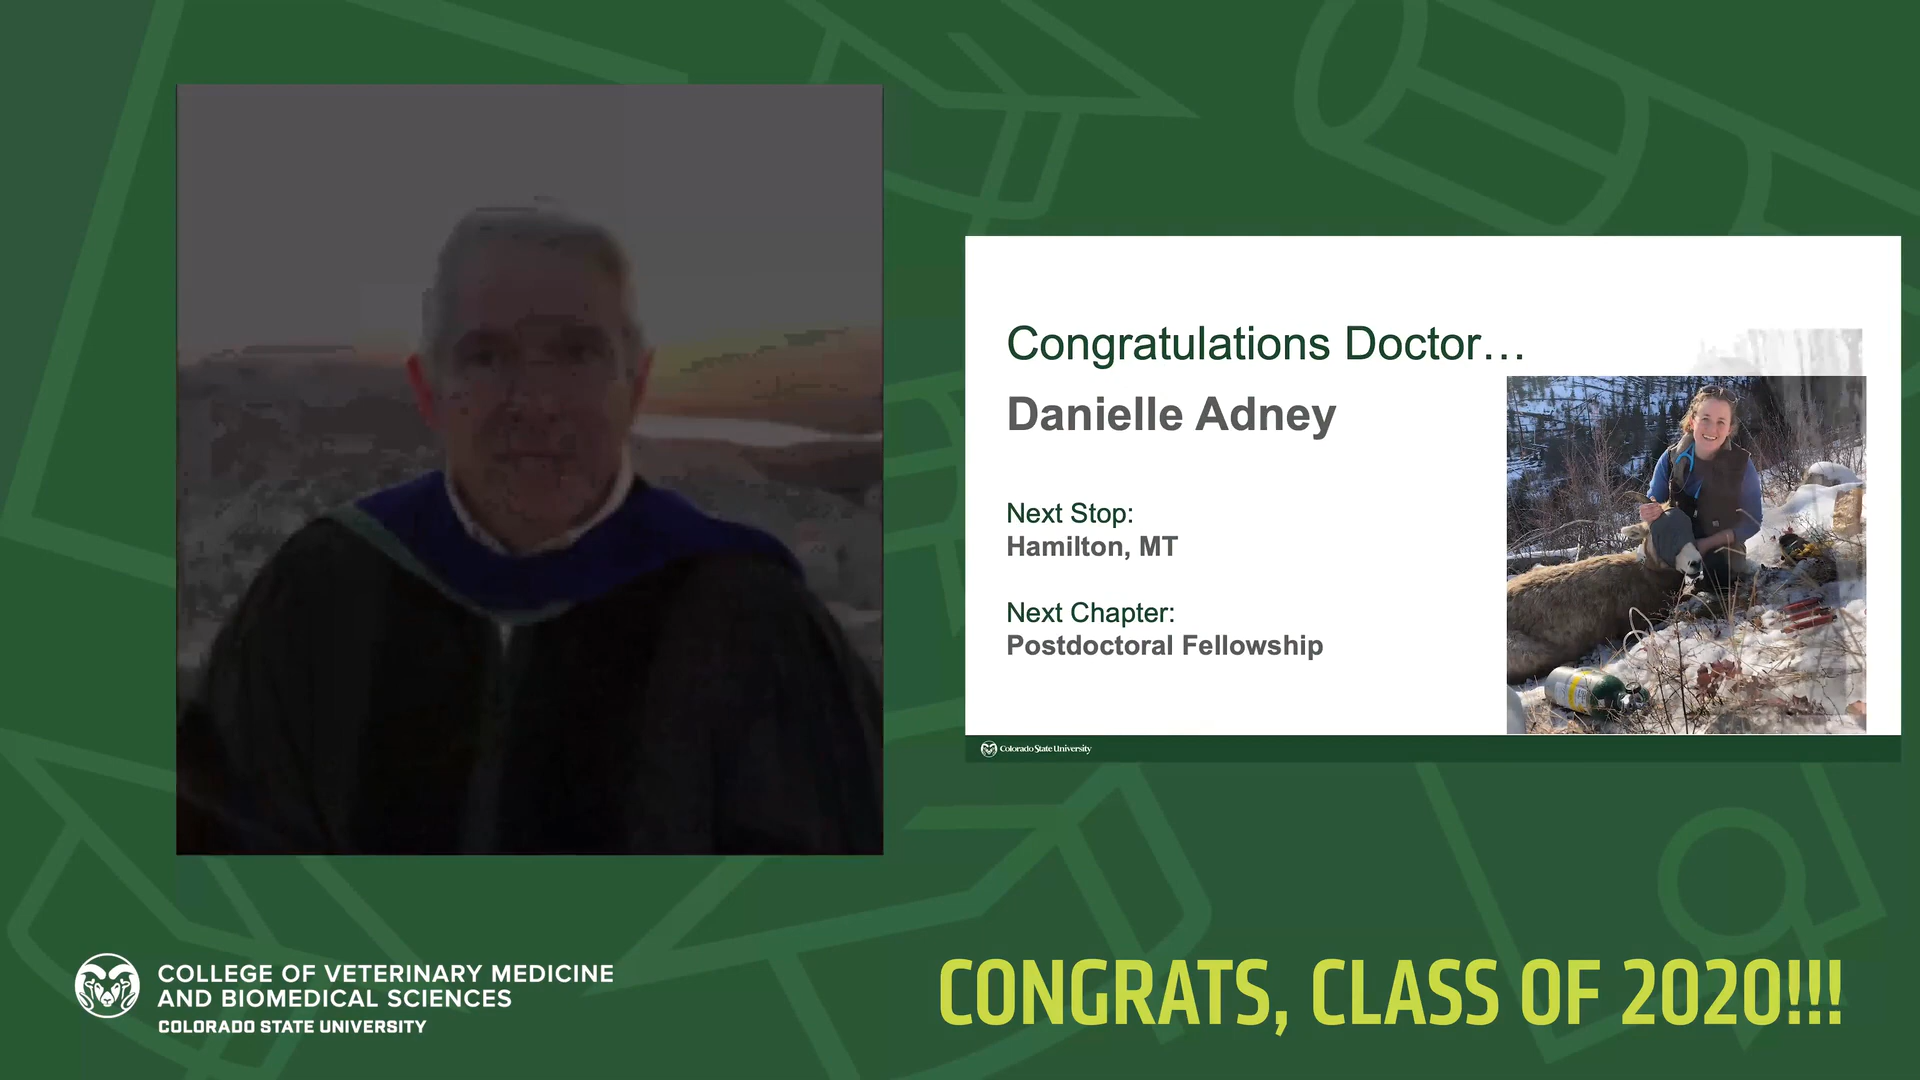 Congratulations Doctor…
Danielle Adney
Next Stop:
Hamilton, MT
Next Chapter:
Postdoctoral Fellowship
Colorado State University
COLLEGE OF VETERINARY MEDICINE
AND BIOMEDICAL SCIENCES
COLORADO STATE UNIVERSITY
CONGRATS, CLASS OF 2020!!!